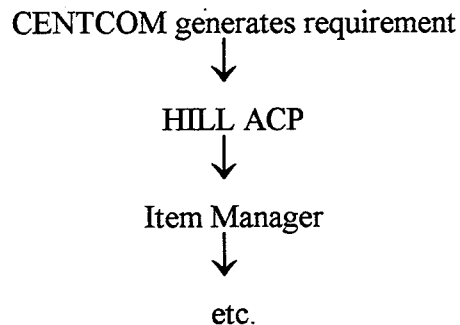 CENTCOM generates requirement
HILL ACP
Item Manager
etc.